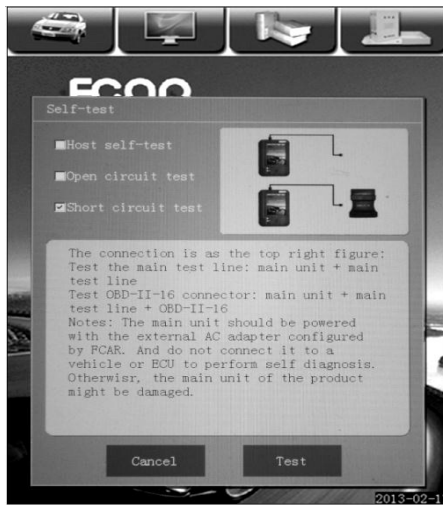 Self-test
Host self-test
Open circuit test
Short circuit test
The connection is as the top right figure:
Test the main test line: main unit + main
test line
Test OBD-II-16 connector: main unit + main
test line + OBD-II-16
Notes: The main unit should be powered
with the external AC adapter configured
by FCAR. And do not connect it to a
vehicle or ECU to perform self diagnosis.
Otherwisr, the main unit of the product
might be damaged.
Cancel
Test